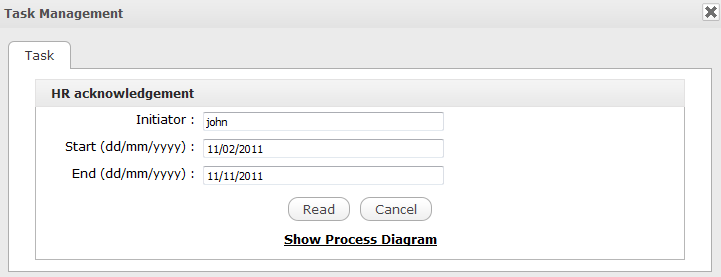 Task Management
Task
HR acknowledgement
Initiator : john
Start (dd/mm/yyyy) : 11/02/2011
End (dd/mm/yyyy) : 11/11/2011
Read Cancel
Show Process Diagram